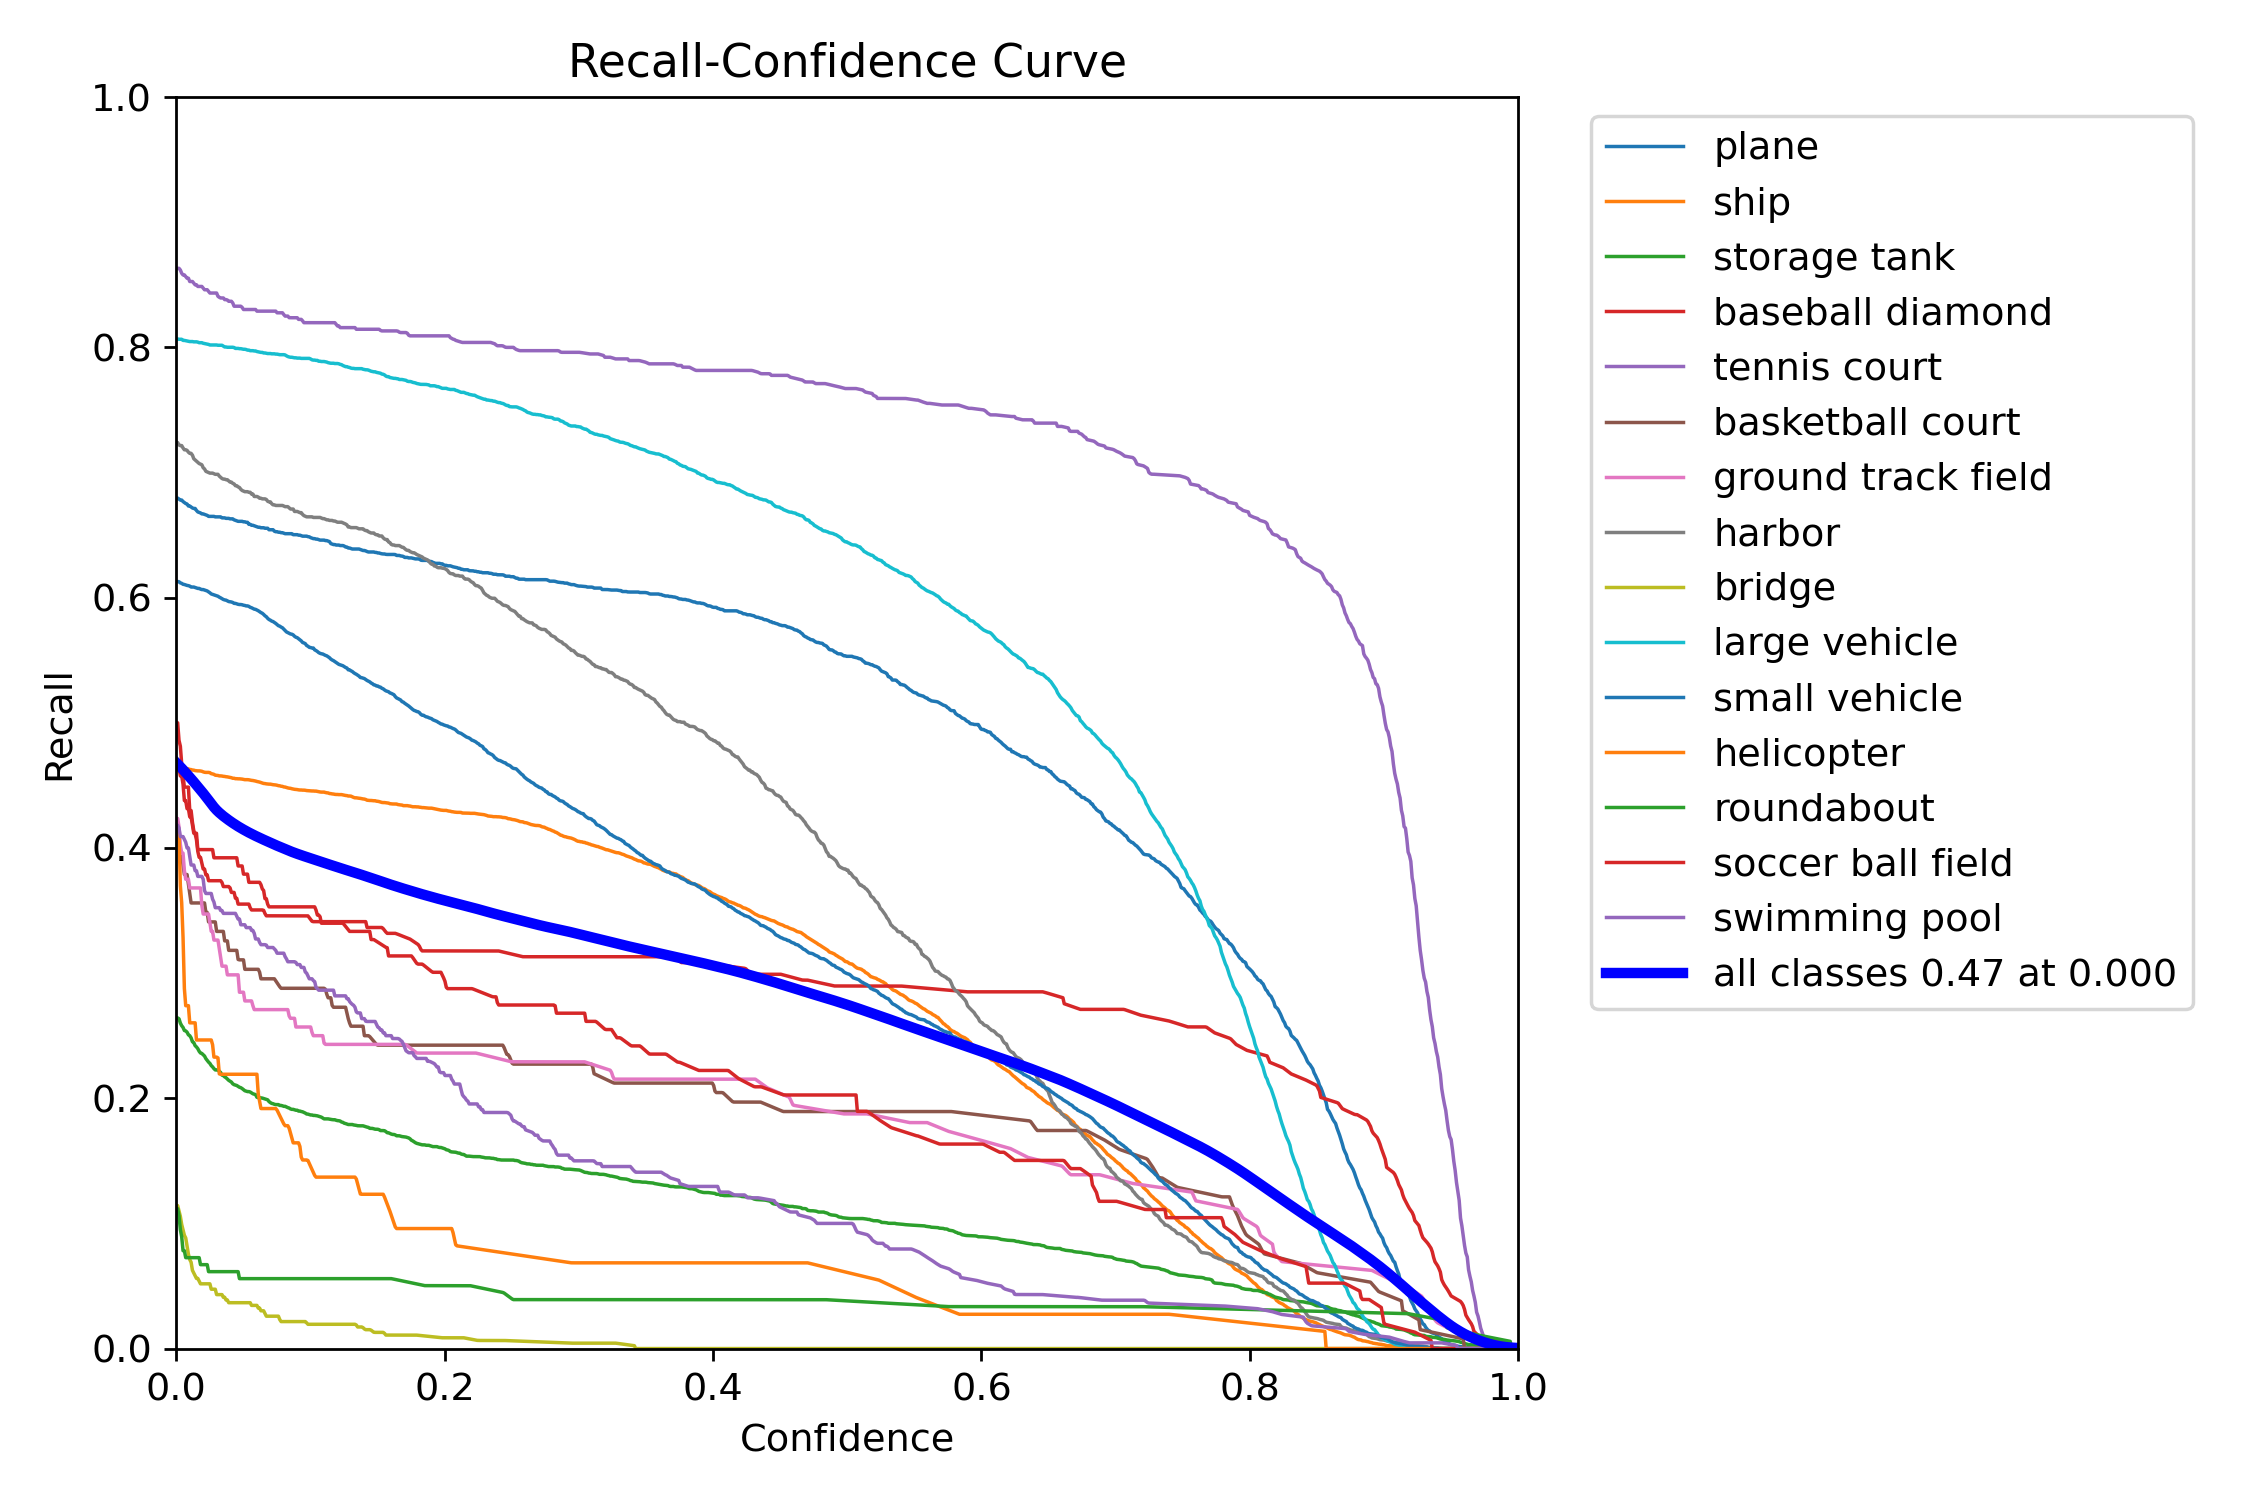 Recall-Confidence Curve
1.0
0.8
0.6
0.4
0.2
0.0
Recall
0.0 0.2 0.4 0.6 0.8 1.0
Confidence
plane
ship
storage tank
baseball diamond
tennis court
basketball court
ground track field
harbor
bridge
large vehicle
small vehicle
helicopter
roundabout
soccer ball field
swimming pool
all classes 0.47 at 0.000